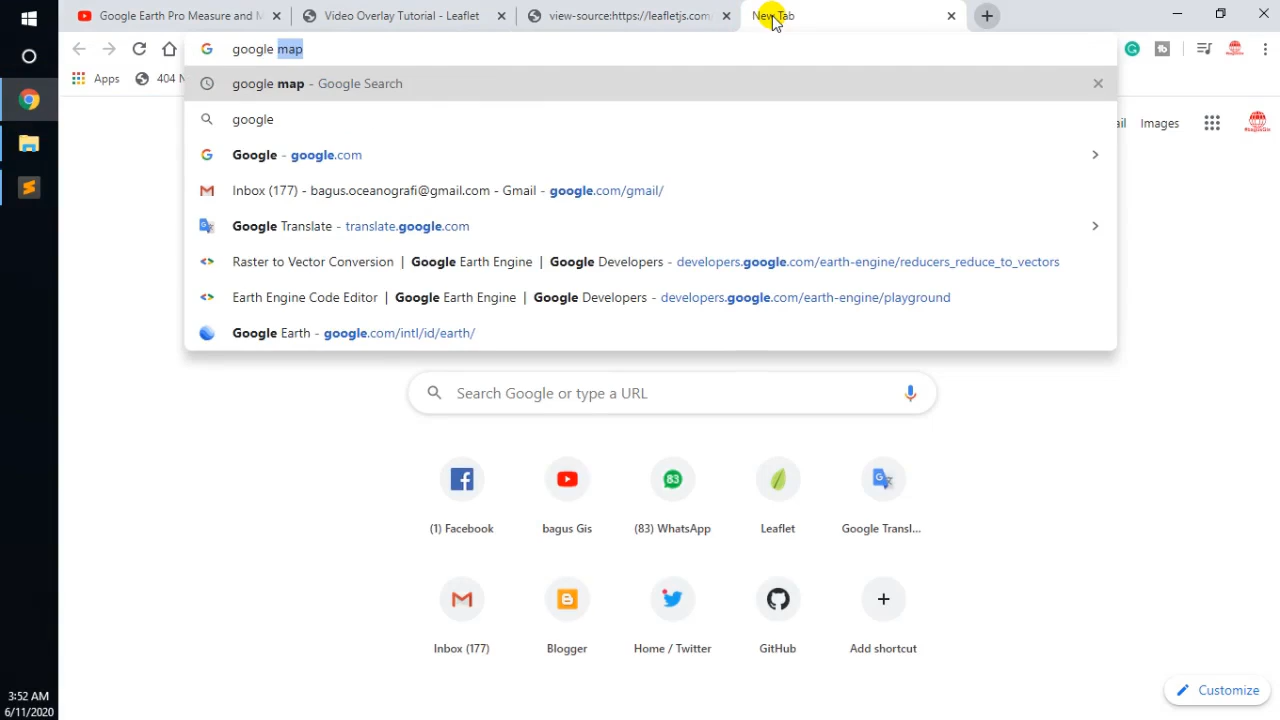 Google Earth Pro Measure and M
Video Overlay Tutorial - Leaflet
view-source:https://leafletjs.com
New Tab
google map
Apps
404 N
google map - Google Search
google
Google - google.com
Inbox (177) - bagus.oceanografi@gmail.com - Gmail - google.com/gmail/
Google Translate - translate.google.com
Raster to Vector Conversion | Google Earth Engine | Google Developers - developers.google.com/earth-engine/reducers_reduce_to_vectors
Earth Engine Code Editor | Google Earth Engine | Google Developers - developers.google.com/earth-engine/playground
Google Earth - google.com/intl/id/earth/
ail
Images
Search Google or type a URL
83
(1) Facebook
bagus Gis
(83) WhatsApp
Leaflet
Google Transl...
Inbox (177)
Blogger
Home / Twitter
GitHub
Add shortcut
Customize
3:52 AM
6/11/2020